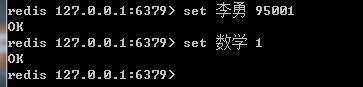 redis 127.0.0.1:6379> set 李勇 95001
OK
redis 127.0.0.1:6379> set 数学 1
OK
redis 127.0.0.1:6379>